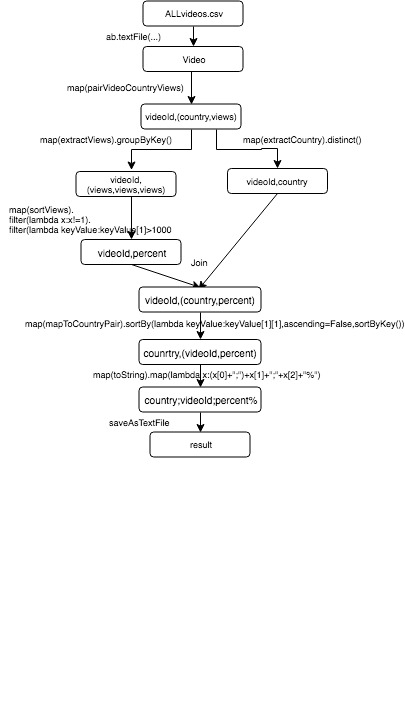 ALLvideos.csv
ab.textFile(...)
Video
map(pairVideoCountryViews)
videoId,(country,views)
map(extractViews).groupByKey()
map(extractCountry).distinct()
videoId,
(views,views,views)
videoId,country
map(sortViews).
filter(lambda x:x!=1).
filter(lambda keyValue:keyValue[1]>1000
videoId,percent
Join
videoId,(country,percent)
map(mapToCountryPair).sortBy(lambda keyValue:keyValue[1][1],ascending=False,sortByKey())
counrtry,(videoId,percent)
map(toString).map(lambda x:(x[0]+";")+x[1]+";"+x[2]+"%")
country;videoId;percent%
saveAsTextFile
result